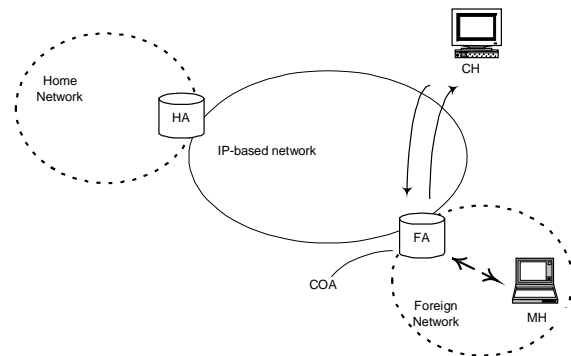 CH
Home
Network
HA
IP-based network
FA
COA
Foreign
Network
MH